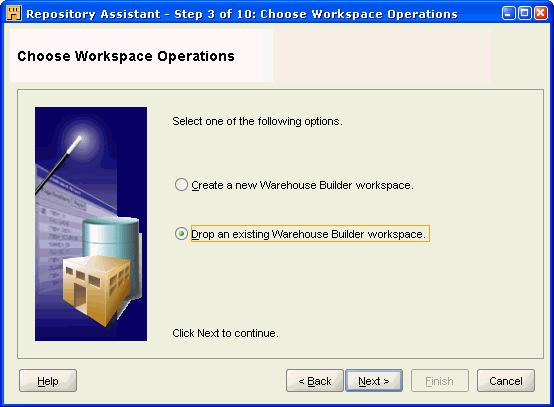 Repository Assistant - Step 3 of 10: Choose Workspace Operations
Choose Workspace Operations
Select one of the following options.
Create a new Warehouse Builder workspace.
Drop an existing Warehouse Builder workspace.
Click Next to continue.
Help
< Back
Next >
Finish
Cancel